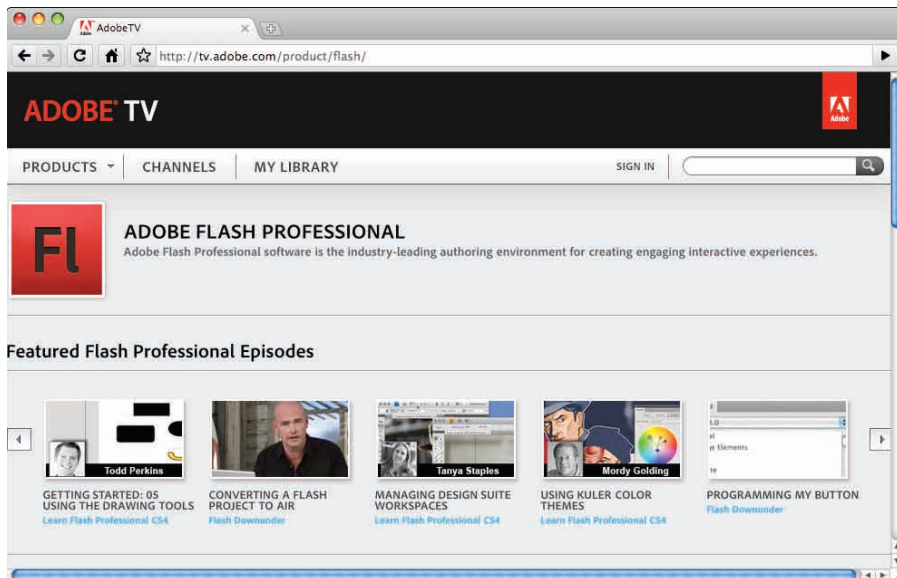 AdobeTV
http://tv.adobe.com/product/flash/
ADOBE® TV
Adobe
PRODUCTS
CHANNELS
MY LIBRARY
SIGN IN
Fl
ADOBE FLASH PROFESSIONAL
Adobe Flash Professional software is the industry-leading authoring environment for creating engaging interactive experiences.
Featured Flash Professional Episodes
Todd Perkins
Tanya Staples
Mordy Golding
GETTING STARTED: 05
USING THE DRAWING TOOLS
Learn Flash Professional CS4
CONVERTING A FLASH
PROJECT TO AIR
Flash Downunder
MANAGING DESIGN SUITE
WORKSPACES
Learn Flash Professional CS4
USING KULER COLOR
THEMES
Learn Flash Professional CS4
PROGRAMMING MY BUTTON
Flash Downunder